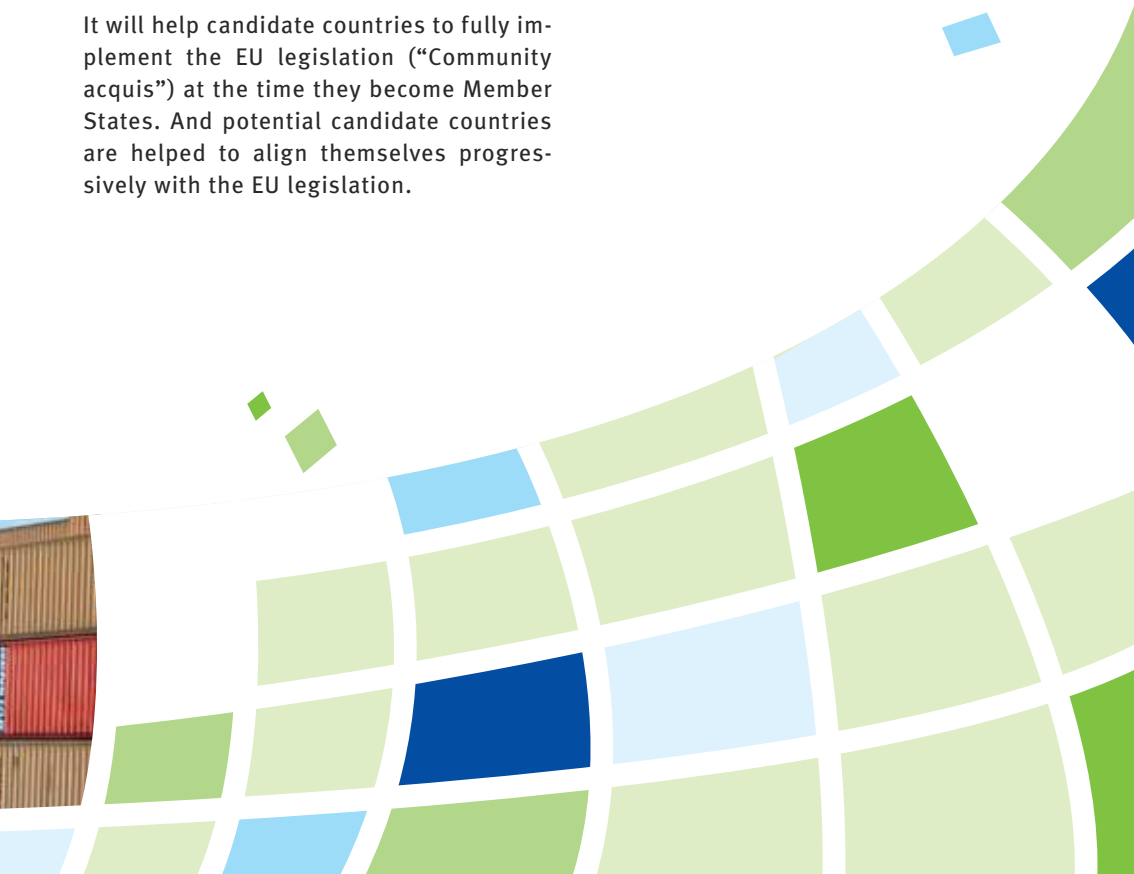 It will help candidate countries to fully im-
plement the EU legislation (“Community
acquis”) at the time they become Member
States. And potential candidate countries
are helped to align themselves progres-
sively with the EU legislation.